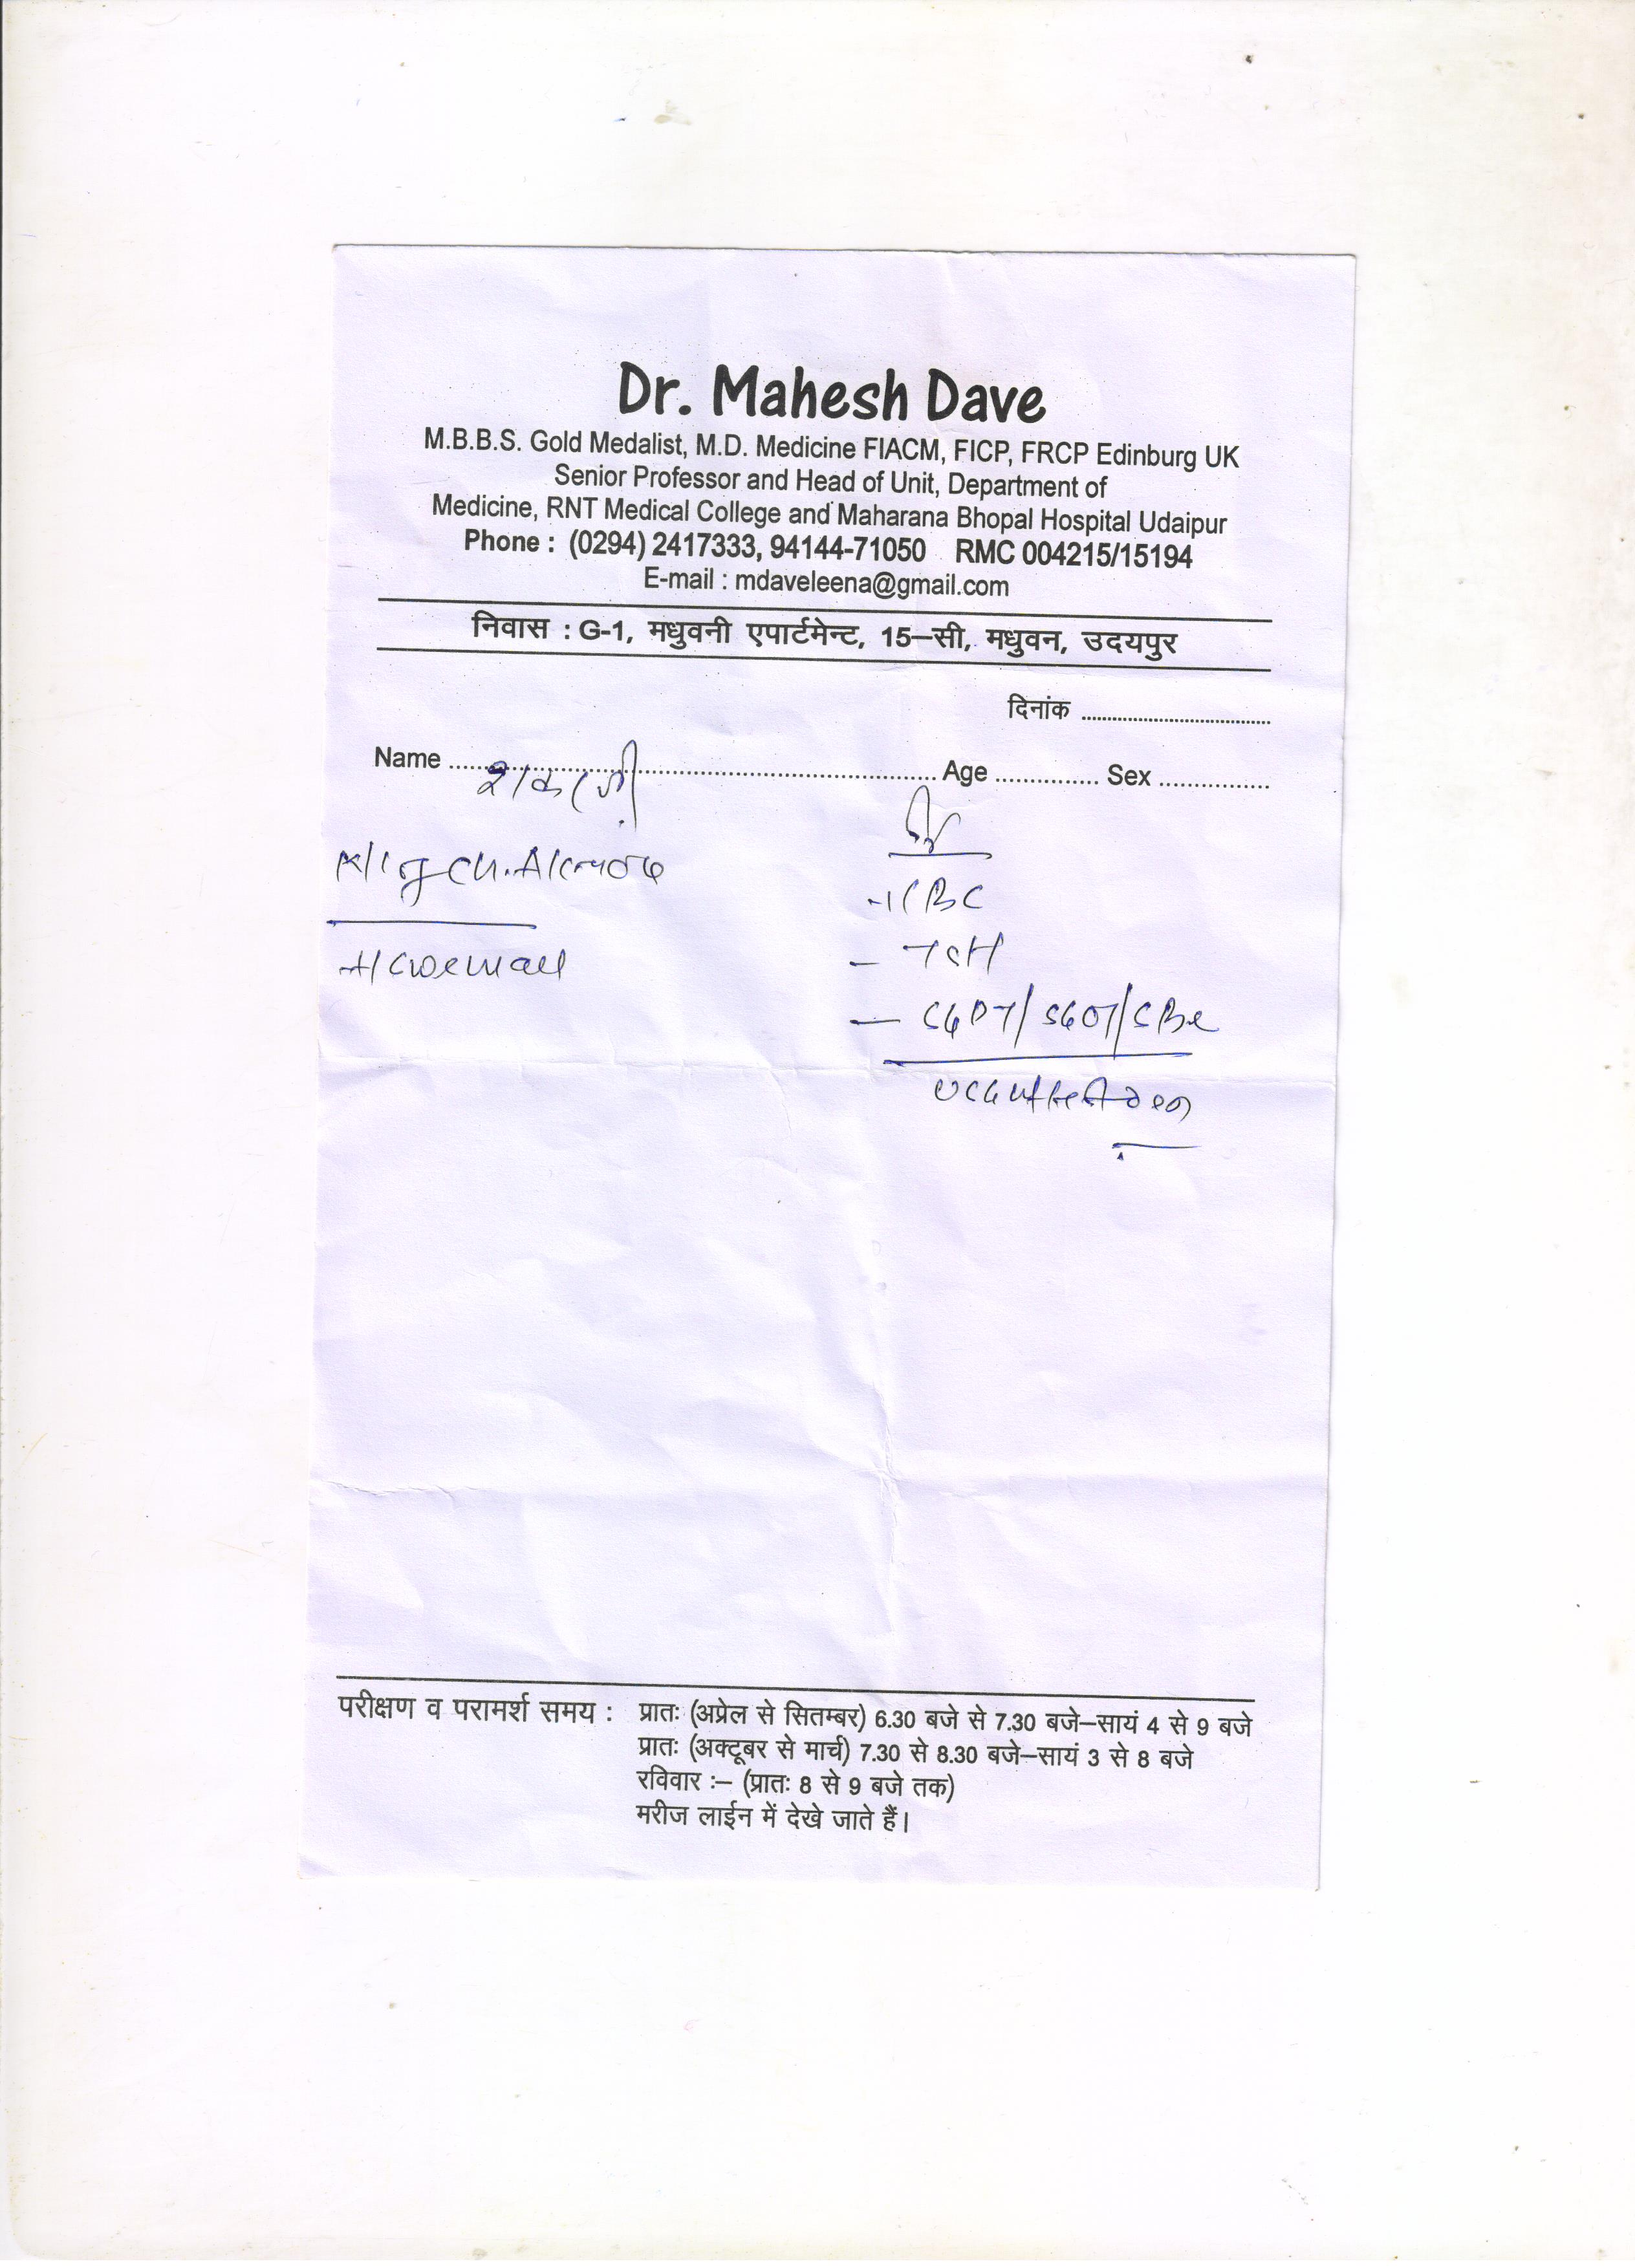 Dr. Mahesh Dave
M.B.B.S. Gold Medalist, M.D. Medicine FIACM, FICP, FRCP Edinburg UK
Senior Professor and Head of Unit, Department of
Medicine, RNT Medical College and Maharana Bhopal Hospital Udaipur
Phone : (0294) 2417333, 94144-71050 RMC 004215/15194
E-mail : mdaveleena@gmail.com
निवास : G-1, मधुवनी एपार्टमेन्ट, 15–सी, मधुवन, उदयपुर
दिनांक
Name Age Sex
- CBC
- TSH
- SGPT/SGOT/
परीक्षण व परामर्श समय : प्रातः (अप्रेल से सितम्बर) 6.30 बजे से 7.30 बजे–सायं 4 से 9 बजे
प्रातः (अक्टूबर से मार्च) 7.30 से 8.30 बजे–सायं 3 से 8 बजे
रविवार :– (प्रातः 8 से 9 बजे तक)
मरीज लाईन में देखे जाते हैं।